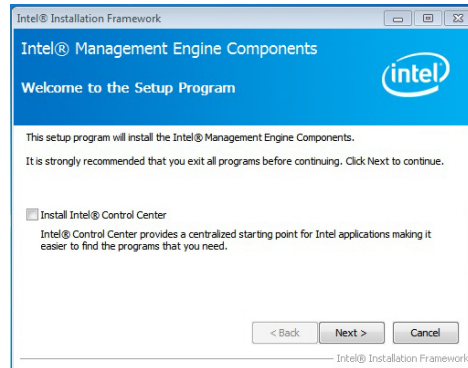 Intel® Installation Framework
Intel® Management Engine Components
Welcome to the Setup Program
intel®
This setup program will install the Intel® Management Engine Components.
It is strongly recommended that you exit all programs before continuing. Click Next to continue.
Install Intel® Control Center
Intel® Control Center provides a centralized starting point for Intel applications making it
easier to find the programs that you need.
< Back Next > Cancel
Intel® Installation Framework